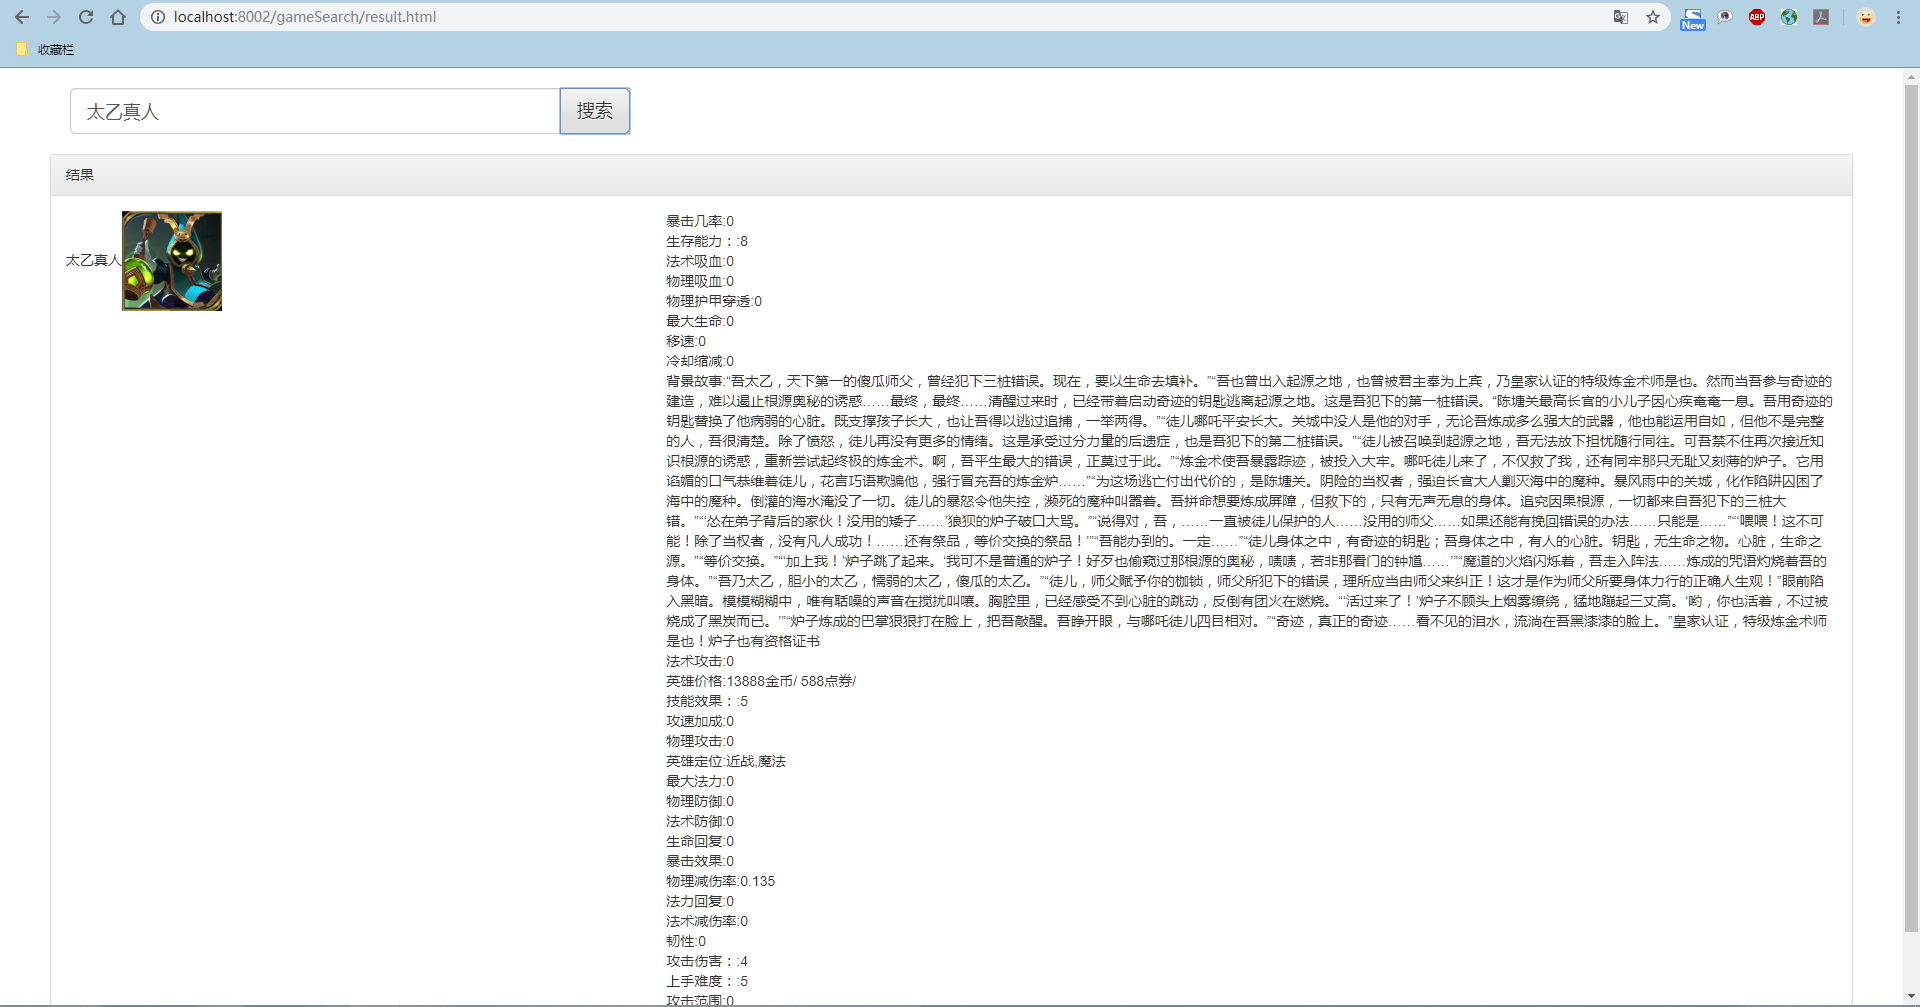 localhost:8002/gameSearch/result.html
New
ABP
收藏栏
太乙真人
搜索
结果
太乙真人
暴击几率:0
生存能力：:8
法术吸血:0
物理吸血:0
物理护甲穿透:0
最大生命:0
移速:0
冷却缩减:0
背景故事:“吾太乙，天下第一的傻瓜师父，曾经犯下三桩错误。现在，要以生命去填补。”“吾也曾出入起源之地，也曾被君主奉为上宾，乃皇家认证的特级炼金术师是也。然而当吾参与奇迹的
建造，难以遏止根源奥秘的诱惑……最终，最终……清醒过来时，已经带着启动奇迹的钥匙逃离起源之地。这是吾犯下的第一桩错误。“陈塘关最高长官的小儿子因心疾奄奄一息。吾用奇迹的
钥匙替换了他病弱的心脏。既支撑孩子长大，也让吾得以逃过追捕，一举两得。”“徒儿哪吒平安长大。关城中没人是他的对手，无论吾炼成多么强大的武器，他也能运用自如，但他不是完整
的人，吾很清楚。除了愤怒，徒儿再没有更多的情绪。这是承受过分力量的后遗症，也是吾犯下的第二桩错误。”“徒儿被召唤到起源之地，吾无法放下担忧随行同往。可吾禁不住再次接近知
识根源的诱惑，重新尝试起终极的炼金术。啊，吾平生最大的错误，正莫过于此。”“炼金术使吾暴露踪迹，被投入大牢。哪吒徒儿来了，不仅救了我，还有同牢那只无耻又刻薄的炉子。它用
谄媚的口气恭维着徒儿，花言巧语欺骗他，强行冒充吾的炼金炉……”“为这场逃亡付出代价的，是陈塘关。阴险的当权者，强迫长官大人剿灭海中的魔种。暴风雨中的关城，化作陷阱囚困了
海中的魔种。倒灌的海水淹没了一切。徒儿的暴怒令他失控，濒死的魔种叫嚣着。吾拼命想要炼成屏障，但救下的，只有无声无息的身体。追究因果根源，一切都来自吾犯下的三桩大
错。”“‘怂在弟子背后的家伙！没用的矮子……’狼狈的炉子破口大骂。”“说得对，吾，……一直被徒儿保护的人……没用的师父……如果还能有挽回错误的办法……只能是……”“‘喂喂！这不可
能！除了当权者，没有凡人成功！……还有祭品，等价交换的祭品！’”“吾能办到的。一定……”“徒儿身体之中，有奇迹的钥匙；吾身体之中，有人的心脏。钥匙，无生命之物。心脏，生命之
源。”“等价交换。”“‘加上我！’炉子跳了起来。‘我可不是普通的炉子！好歹也偷窥过那根源的奥秘，啧啧，若非那看门的钟馗……’”“魔道的火焰闪烁着，吾走入阵法……炼成的咒语灼烧着吾的
身体。”“吾乃太乙，胆小的太乙，懦弱的太乙，傻瓜的太乙。”“徒儿，师父赋予你的枷锁，师父所犯下的错误，理所应当由师父来纠正！这才是作为师父所要身体力行的正确人生观！”眼前陷
入黑暗。模模糊糊中，唯有聒噪的声音在搅扰叫嚷。胸腔里，已经感受不到心脏的跳动，反倒有团火在燃烧。“‘活过来了！’炉子不顾头上烟雾缭绕，猛地蹦起三丈高。‘哟，你也活着，不过被
烧成了黑炭而已。’”“炉子炼成的巴掌狠狠打在脸上，把吾敲醒。吾睁开眼，与哪吒徒儿四目相对。”“奇迹，真正的奇迹……看不见的泪水，流淌在吾黑漆漆的脸上。”皇家认证，特级炼金术师
是也！炉子也有资格证书
法术攻击:0
英雄价格:13888金币/ 588点券/
技能效果：:5
攻速加成:0
物理攻击:0
英雄定位:近战,魔法
最大法力:0
物理防御:0
法术防御:0
生命回复:0
暴击效果:0
物理减伤率:0.135
法力回复:0
法术减伤率:0
韧性:0
攻击伤害：:4
上手难度：:5
攻击范围:0